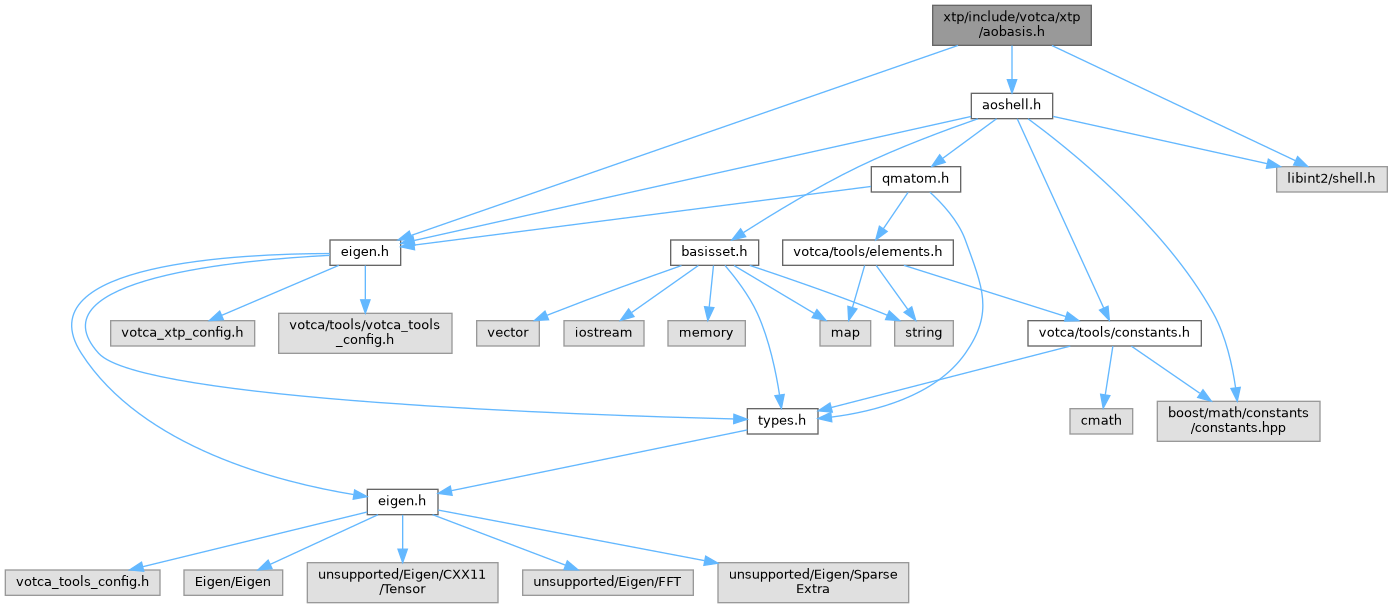 xtp/include/votca/xtp
/aobasis.h
aoshell.h
qmatom.h
libint2/shell.h
eigen.h
basisset.h
votca/tools/elements.h
votca_xtp_config.h
votca/tools/votca_tools
_config.h
vector
iostream
memory
map
string
votca/tools/constants.h
types.h
cmath
boost/math/constants
/constants.hpp
eigen.h
votca_tools_config.h
Eigen/Eigen
unsupported/Eigen/CXX11
/Tensor
unsupported/Eigen/FFT
unsupported/Eigen/Sparse
Extra